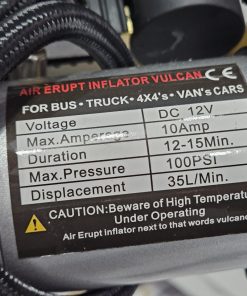 AIR ERUPT INFLATOR VULCAN CE
FOR BUS・TRUCK・4X4's・VAN's CARS
Voltage DC 12V
Max.Amperese 10Amp
Duration 12-15Min.
Max.Pressure 100PSI
Displacement 35L/Min.
CAUTION:Beware of High Temperatu
Under Operating
Air Erupt inflator next to that words vulcan